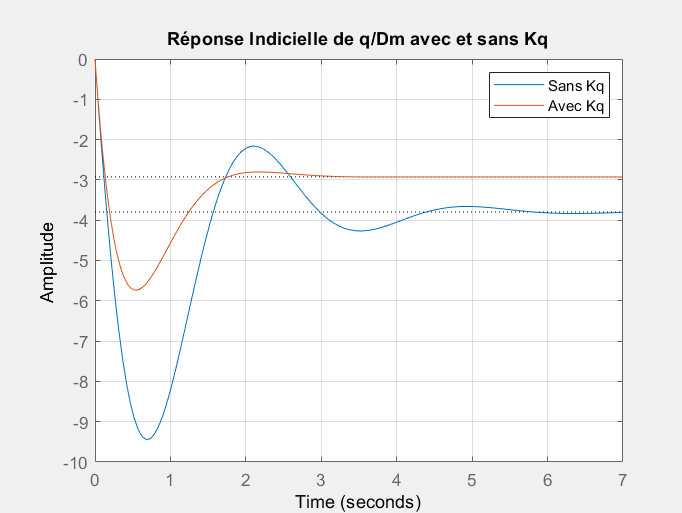 Réponse Indicielle de q/Dm avec et sans Kq
Sans Kq
Avec Kq
0
-1
-2
-3
-4
-5
-6
-7
-8
-9
-10
Amplitude
0 1 2 3 4 5 6 7
Time (seconds)